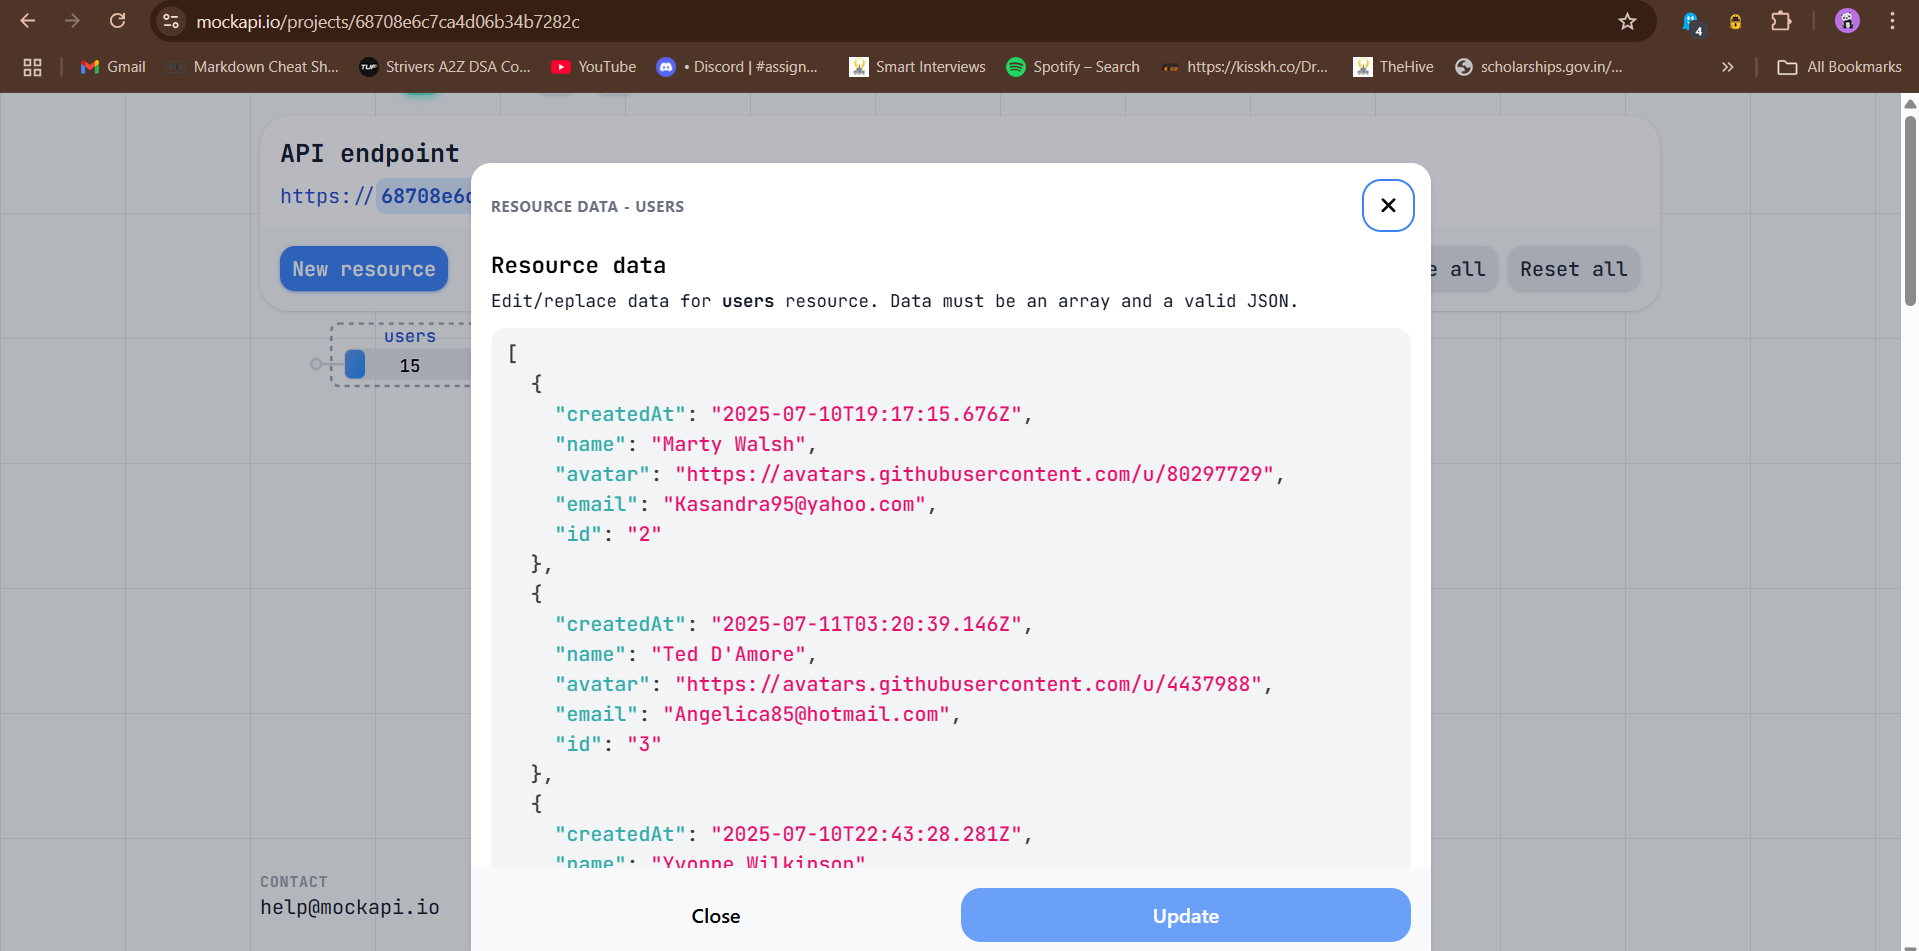 mockapi.io/projects/68708e6c7ca4d06b34b7282c
4
Gmail
Markdown Cheat Sh...
Strivers A2Z DSA Co...
YouTube
• Discord | #assign...
Smart Interviews
Spotify – Search
https://kisskh.co/Dr...
TheHive
scholarships.gov.in/...
»
All Bookmarks
API endpoint
https://68708e6c
New resource
e all
Reset all
users
15
RESOURCE DATA - USERS
Resource data
Edit/replace data for users resource. Data must be an array and a valid JSON.
[
{
"createdAt": "2025-07-10T19:17:15.676Z",
"name": "Marty Walsh",
"avatar": "https://avatars.githubusercontent.com/u/80297729",
"email": "Kasandra95@yahoo.com",
"id": "2"
},
{
"createdAt": "2025-07-11T03:20:39.146Z",
"name": "Ted D'Amore",
"avatar": "https://avatars.githubusercontent.com/u/4437988",
"email": "Angelica85@hotmail.com",
"id": "3"
},
{
"createdAt": "2025-07-10T22:43:28.281Z",
"name": "Yvonne Wilkinson"
Close
Update
CONTACT
help@mockapi.io